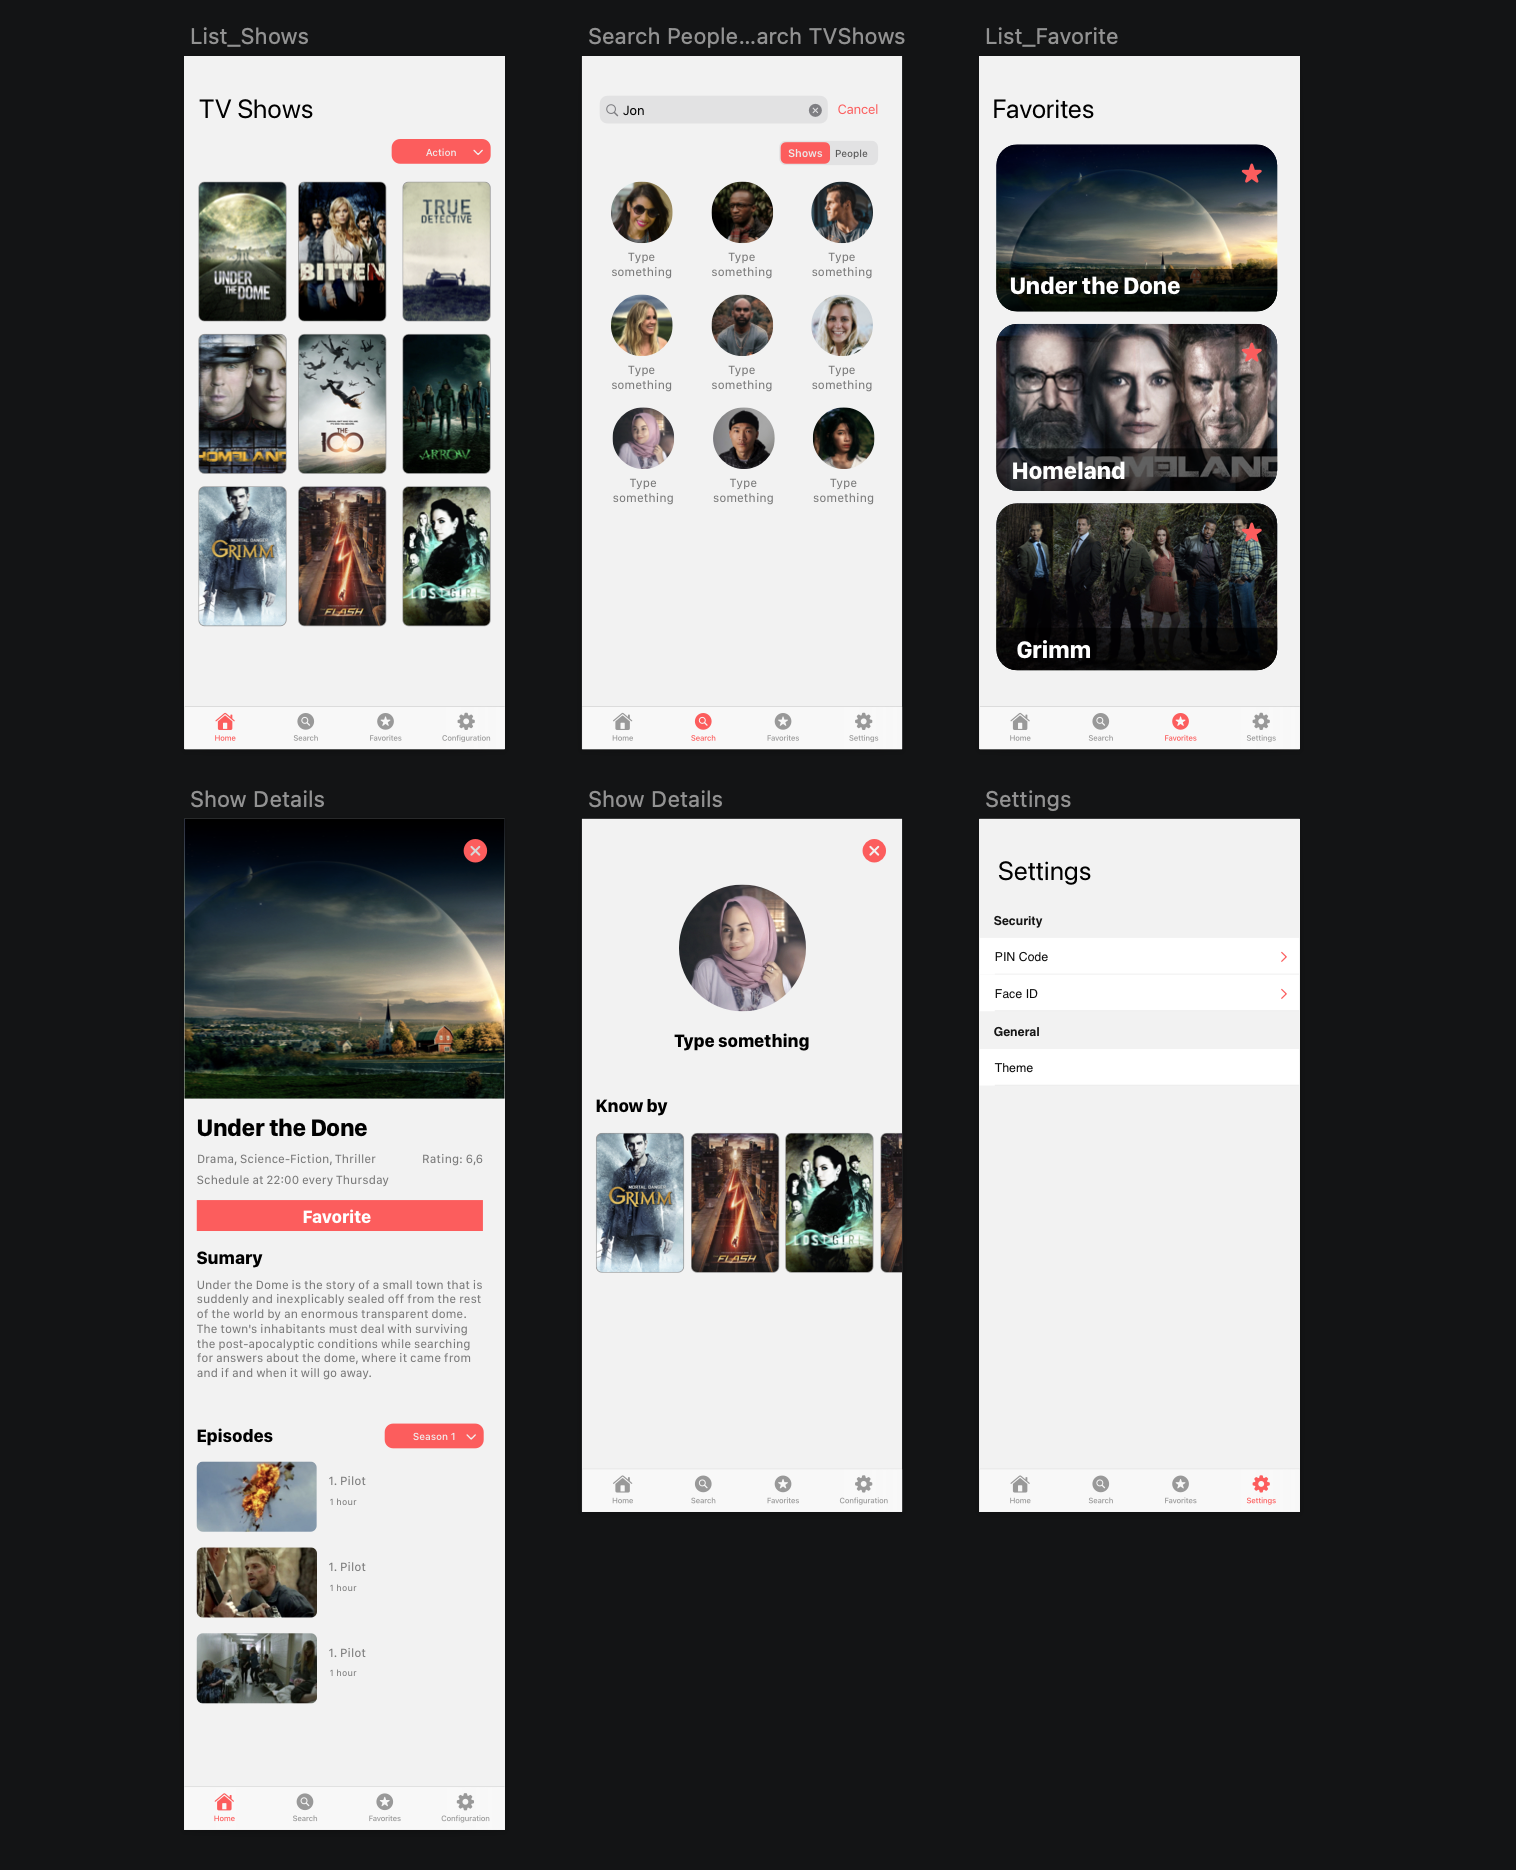 List_Shows
TV Shows
Action
UNDER
THE DOME
BITTEN
TRUE
DETECTIVE
HOMELAND
THE
100
ARROW
MORTAL DANGER
GRIMM
THE FLASH
LOST GIRL
Home
Search
Favorites
Configuration
Search People...arch TVShows
Jon
Cancel
Shows
People
Type
something
Type
something
Type
something
Type
something
Type
something
Type
something
Type
something
Type
something
Type
something
Home
Search
Favorites
Settings
List_Favorite
Favorites
Under the Done
HOMELAND
Homeland
Grimm
Home
Search
Favorites
Settings
Show Details
Under the Done
Drama, Science-Fiction, Thriller
Rating: 6,6
Schedule at 22:00 every Thursday
Favorite
Sumary
Under the Dome is the story of a small town that is
suddenly and inexplicably sealed off from the rest
of the world by an enormous transparent dome.
The town's inhabitants must deal with surviving
the post-apocalyptic conditions while searching
for answers about the dome, where it came from
and if and when it will go away.
Episodes
Season 1
1. Pilot
1 hour
1. Pilot
1 hour
1. Pilot
1 hour
Home
Search
Favorites
Configuration
Show Details
Type something
Know by
MORTAL DANGER
GRIMM
THE FLASH
LOST GIRL
Home
Search
Favorites
Configuration
Settings
Settings
Security
PIN Code
Face ID
General
Theme
Home
Search
Favorites
Settings